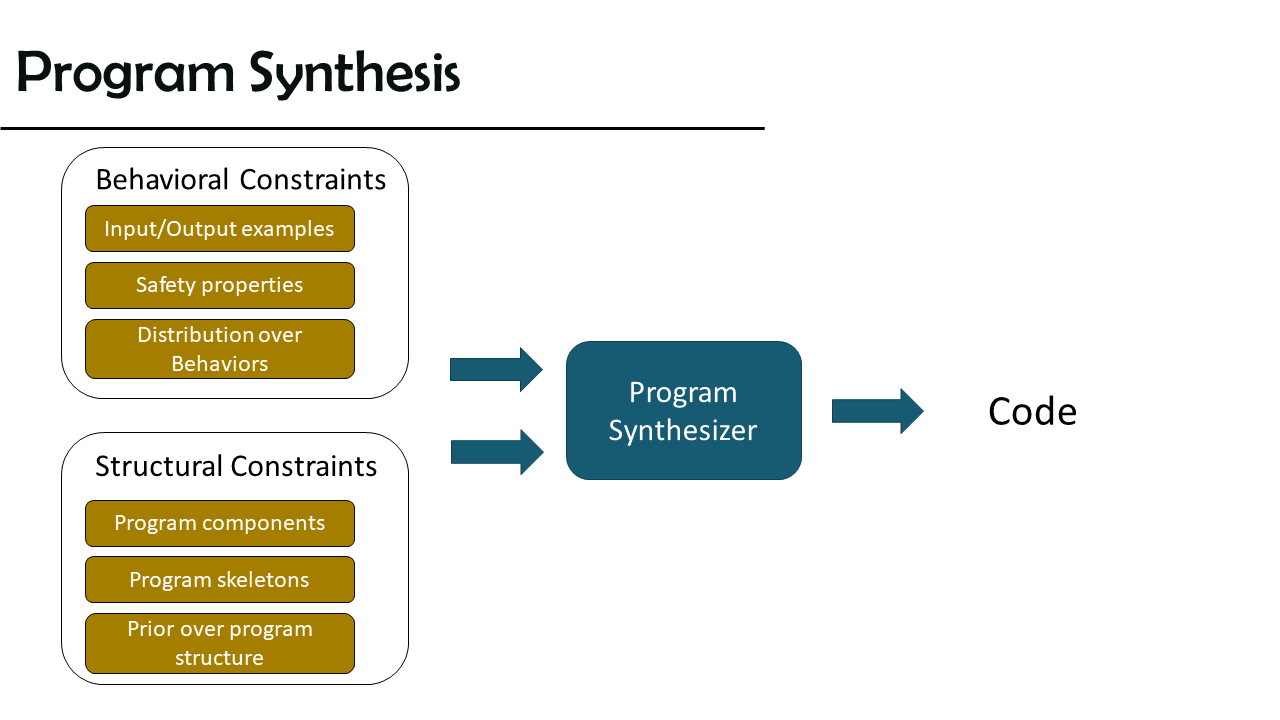 Program Synthesis
Behavioral Constraints
Input/Output examples
Safety properties
Distribution over
Behaviors
Structural Constraints
Program components
Program skeletons
Prior over program
structure
Program
Synthesizer
Code